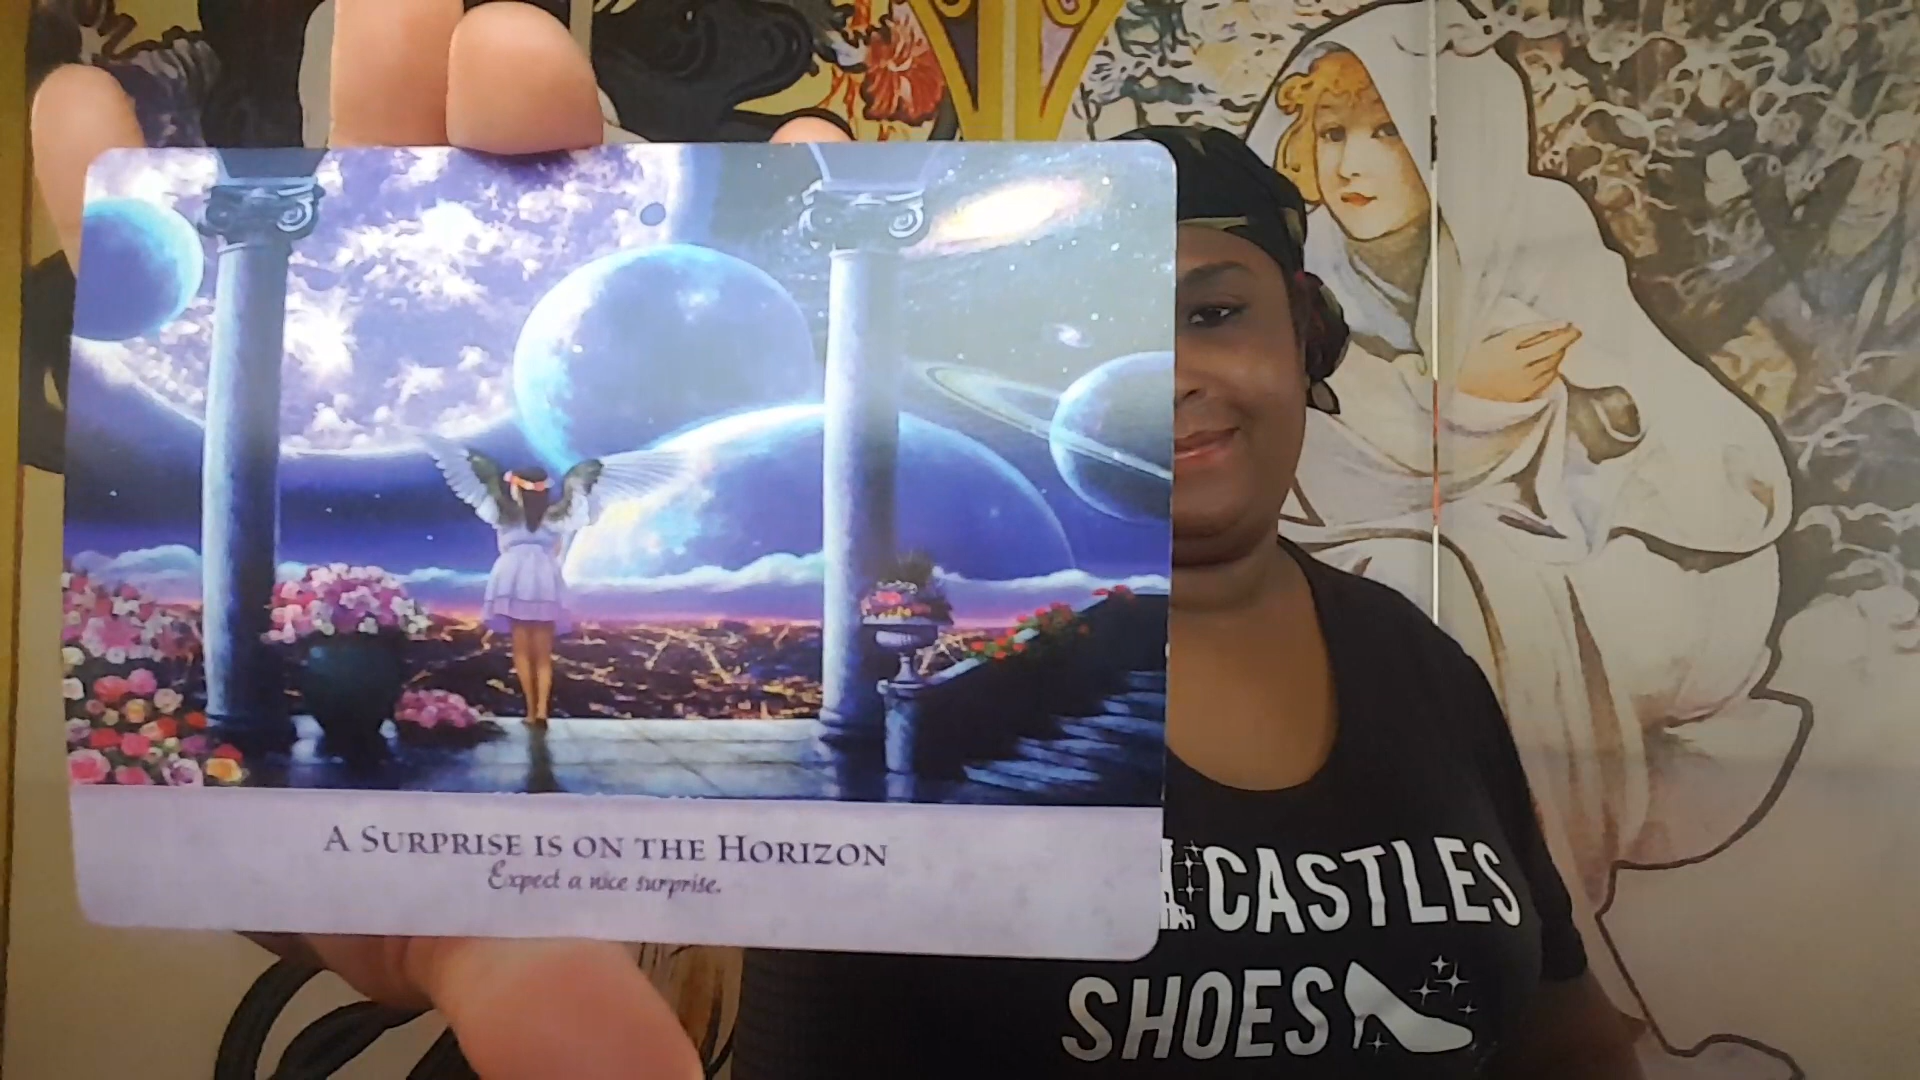 A SURPRISE IS ON THE HORIZON
Expect a nice surprise.
CASTLES
SHOES